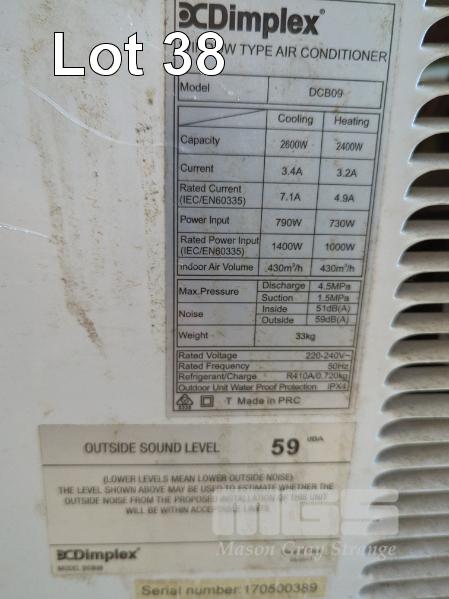 Lot 38
Dimplex®
TYPE AIR CONDITIONER
Model DCB09
Cooling Heating
Capacity 2600W 2400W
Current 3.4A 3.2A
Rated Current (IEC/EN60335) 7.1A 4.9A
Power Input 790W 730W
Rated Power Input (IEC/EN60335) 1400W 1000W
Indoor Air Volume 430m³/h 430m³/h
Max.Pressure Discharge 4.5MPa
Suction 1.5MPa
Noise Inside 51dB(A)
Outside 59dB(A)
Weight 33kg
Rated Voltage 220-240V~
Rated Frequency 50Hz
Refrigerant/Charge R410A/0.720kg
Outdoor Unit Water Proof Protection IPX4
T Made in PRC
OUTSIDE SOUND LEVEL 59 dBA
(LOWER LEVELS MEAN LOWER OUTSIDE NOISE)
THE LEVEL SHOWN ABOVE MAY BE USED TO ESTIMATE WHETHER THE
OUTSIDE NOISE FROM THE PROPOSED INSTALLATION OF THIS UNIT
WILL BE WITHIN ACCEPTABLE LIMITS
MGS
Mason Gray Strange
Dimplex®
MODEL DCB09
Serial number:170500389